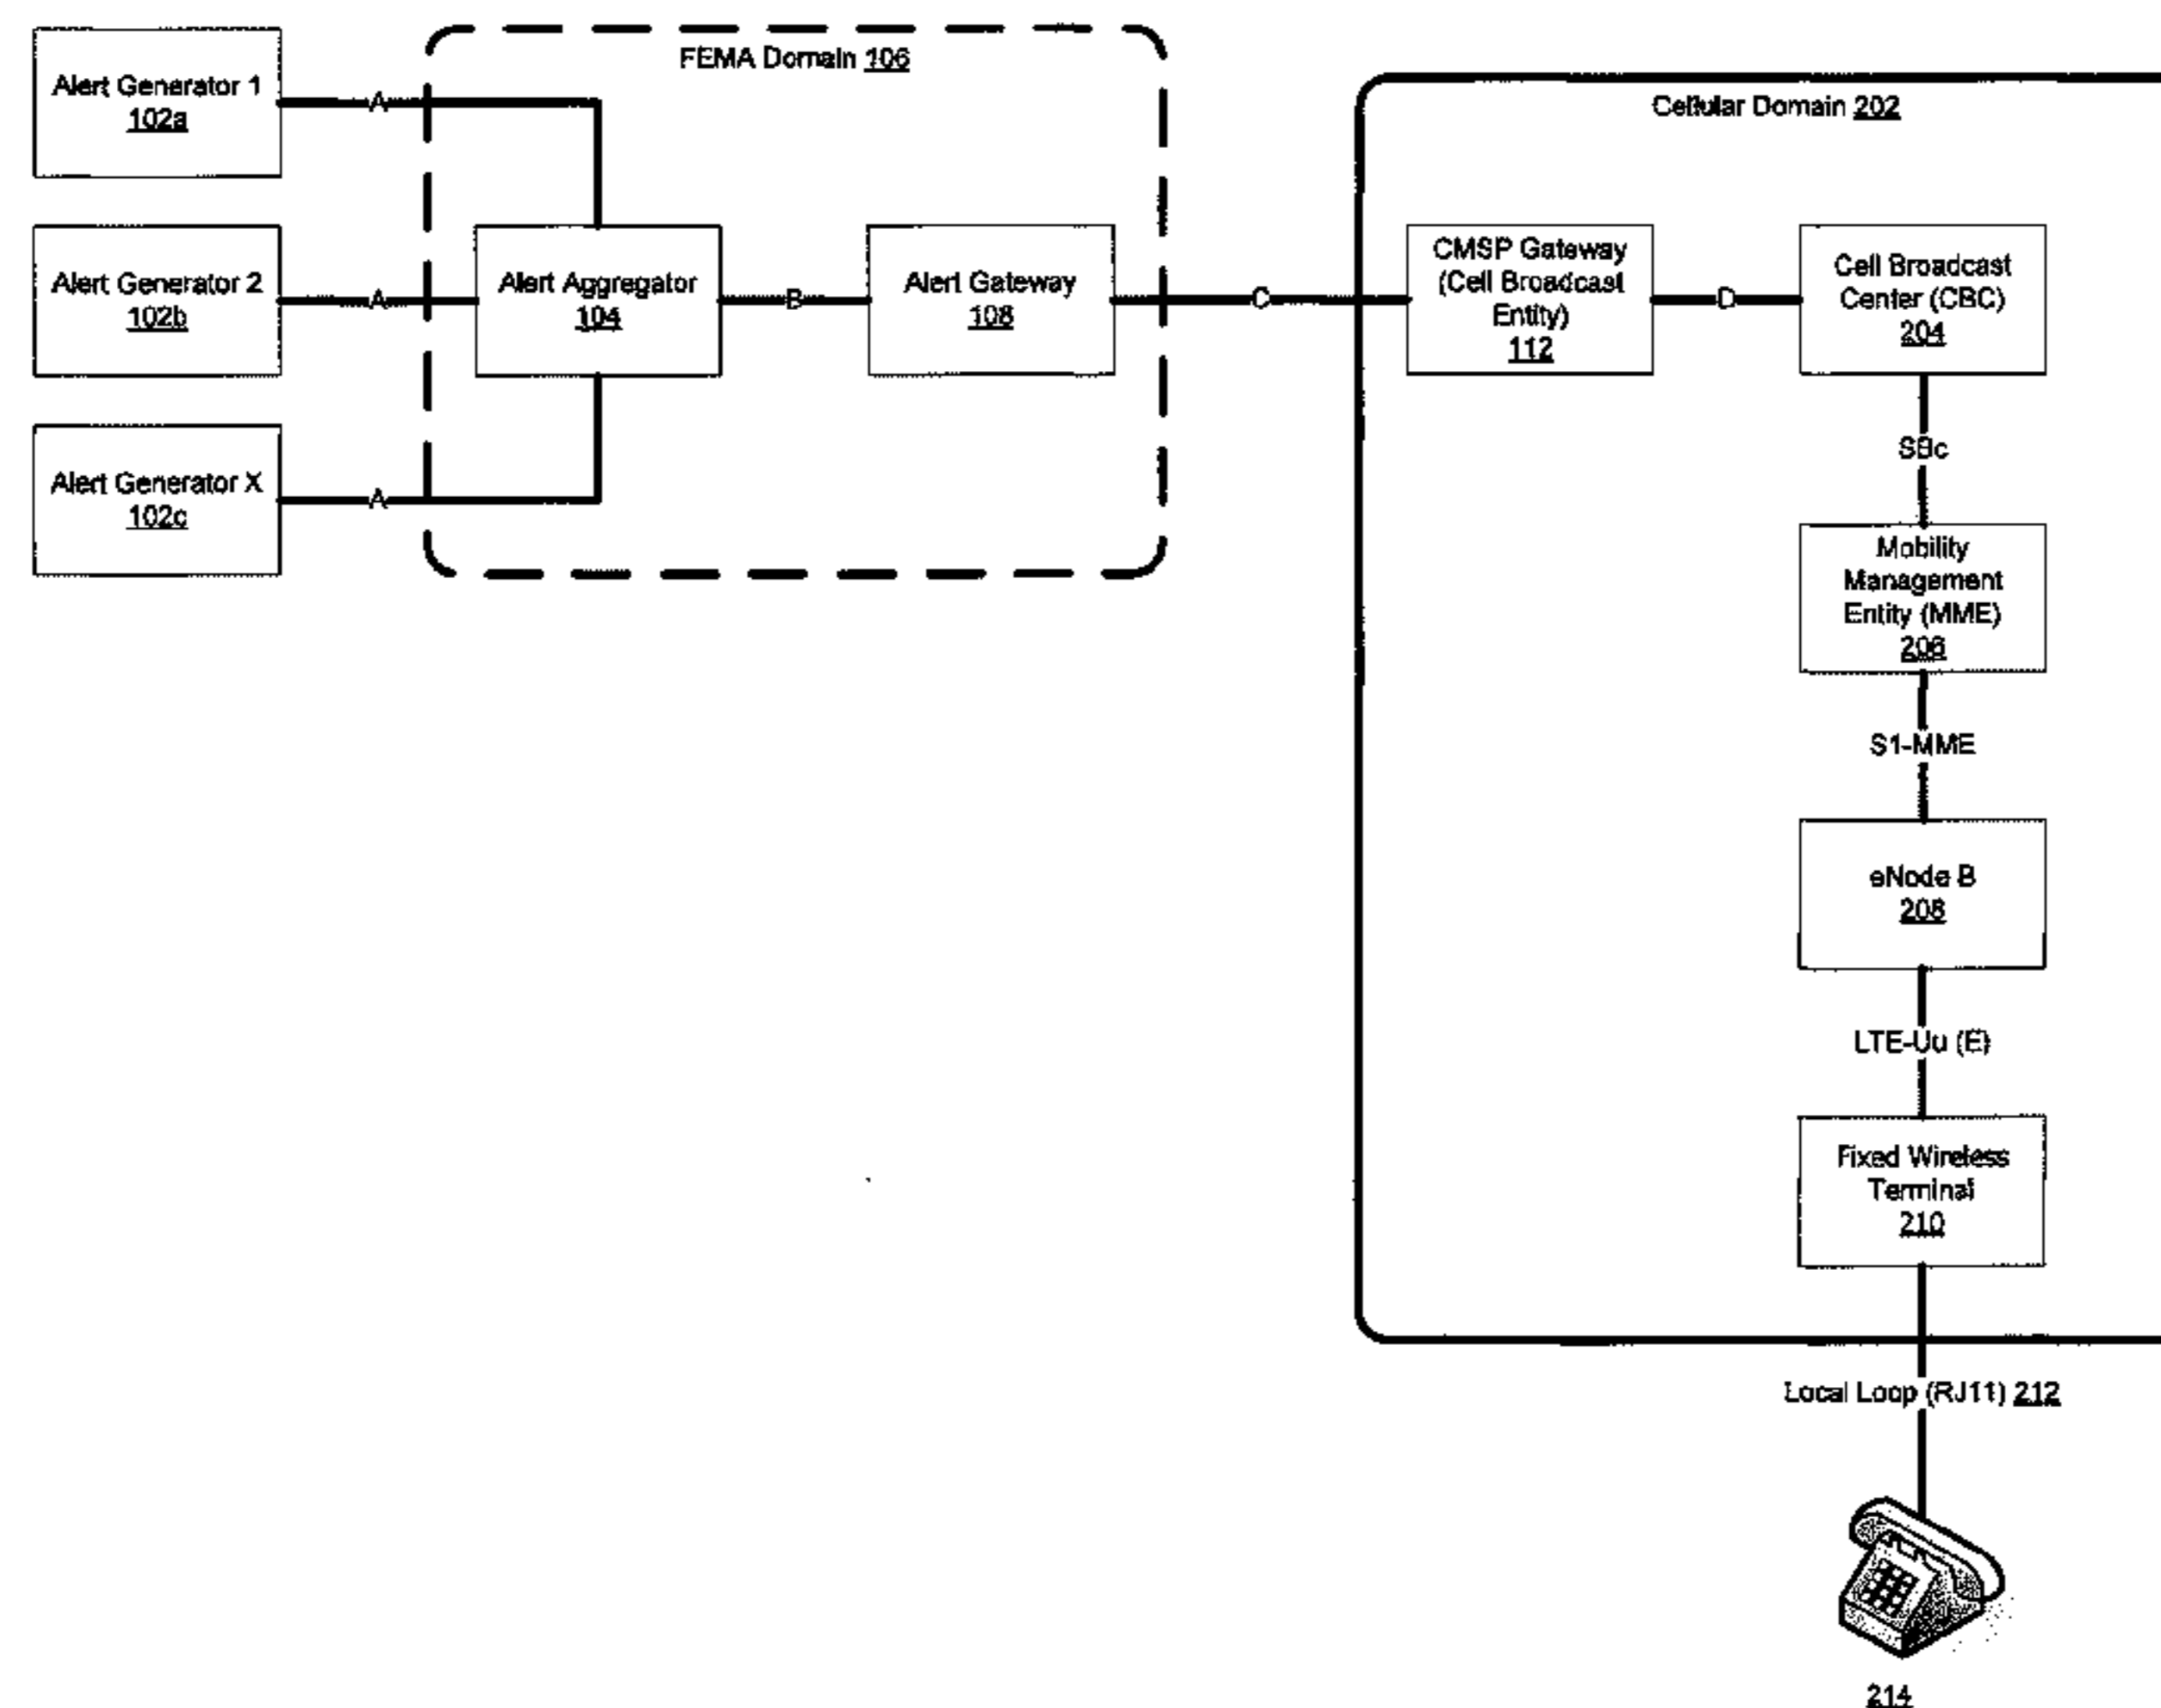 FEMA Domain 106
Cellular Domain 202
Alert Generator 1
102a
A
Alert Generator 2
102b
A
Alert Aggregator
104
B
Alert Gateway
108
C
CMSP Gateway
(Cell Broadcast
Entity)
112
D
Cell Broadcast
Center (CBC)
204
Alert Generator X
102c
A
SBc
Mobility
Management
Entity (MME)
206
S1-MME
eNode B
208
LTE-Uu (E)
Fixed Wireless
Terminal
210
Local Loop (RJ11) 212
214